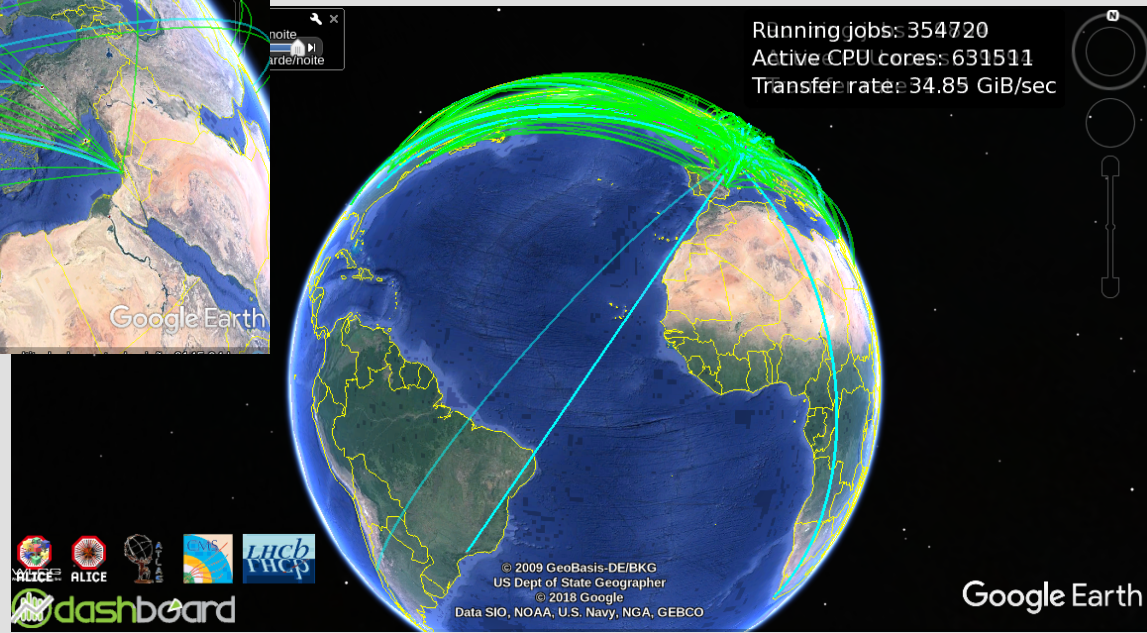 noite
arde/noite
Running jobs: 354720
Active CPU cores: 631511
Transfer rate: 34.85 GiB/sec
N
Google Earth
ALICE
ALICE
ATLAS
CMS
LHCb
dashboard
© 2009 GeoBasis-DE/BKG
US Dept of State Geographer
© 2018 Google
Data SIO, NOAA, U.S. Navy, NGA, GEBCO
Google Earth